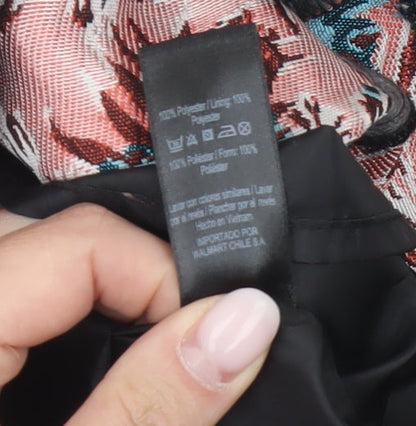 100% Polyester / Lining: 100%
Polyester
100% Poliéster / Forro: 100%
Poliéster
Lavar con colores similares / Lavar
por el revés / Planchar por el revés
Hecho en Vietnam
IMPORTADO POR
WALMART CHILE S.A